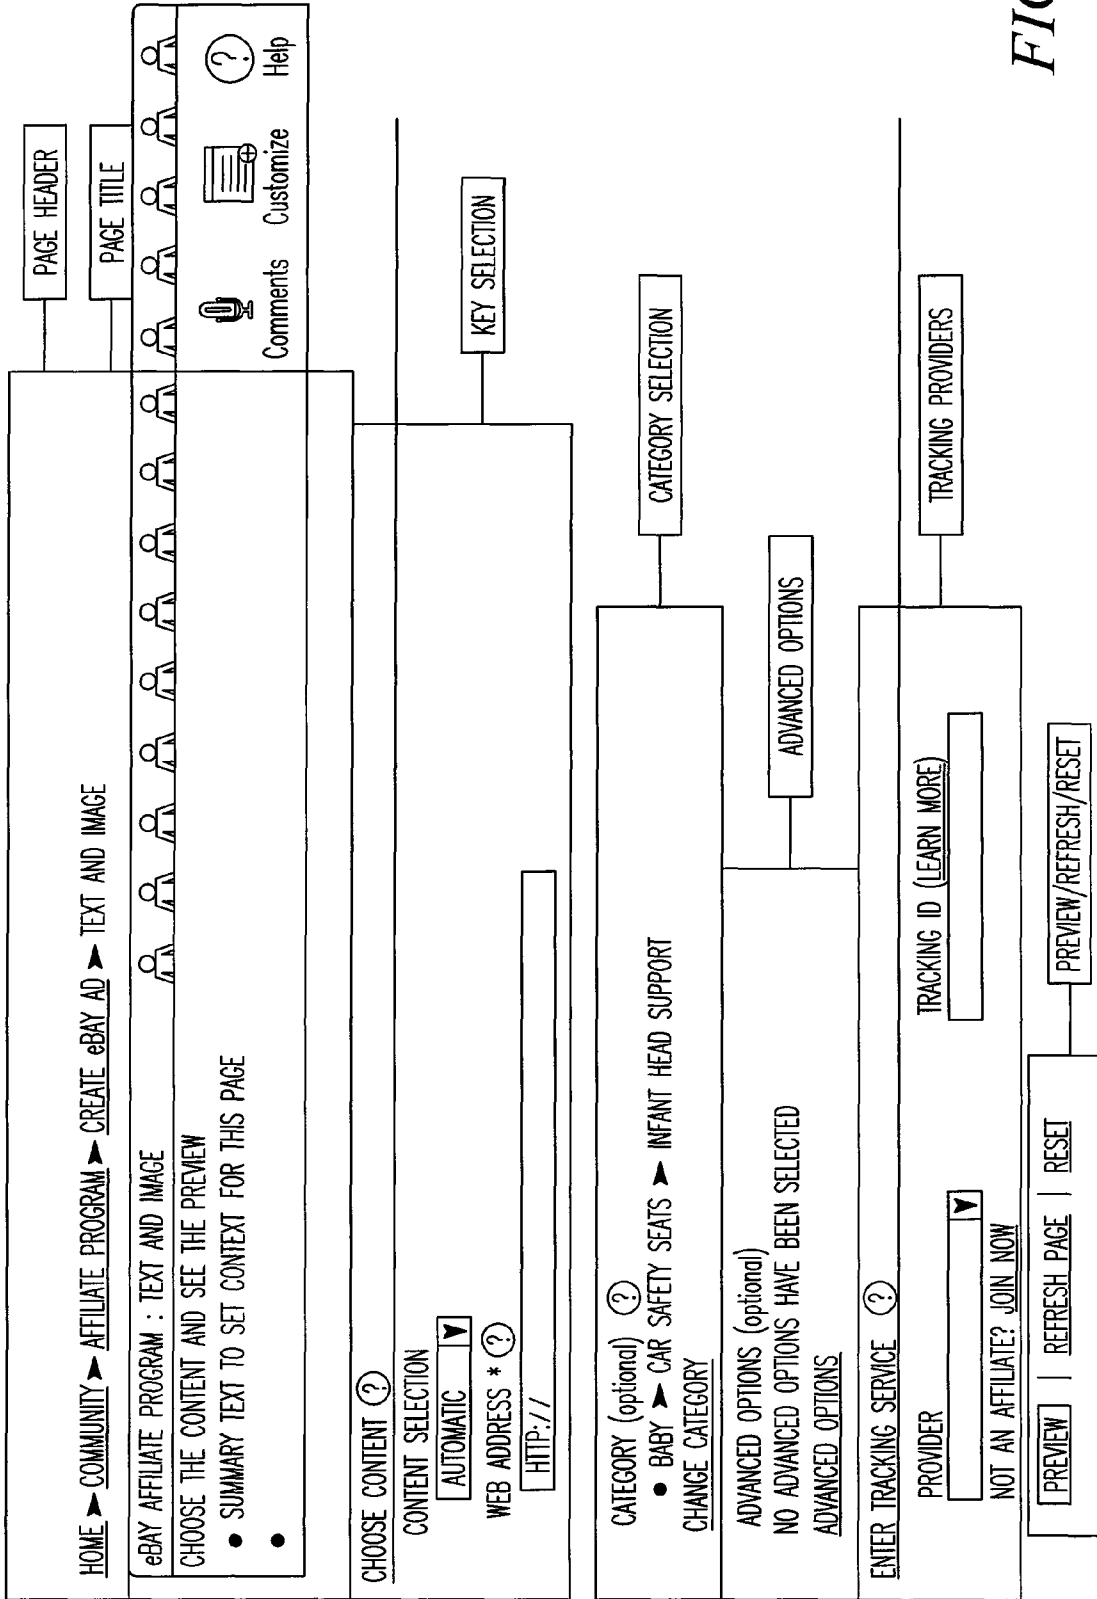 PAGE HEADER
HOME ➤ COMMUNITY ➤ AFFILIATE PROGRAM ➤ CREATE eBAY AD ➤ TEXT AND IMAGE
PAGE TITLE
eBAY AFFILIATE PROGRAM : TEXT AND IMAGE
CHOOSE THE CONTENT AND SEE THE PREVIEW
• SUMMARY TEXT TO SET CONTEXT FOR THIS PAGE
•
Comments Customize ? Help
CHOOSE CONTENT ?
CONTENT SELECTION
AUTOMATIC
KEY SELECTION
WEB ADDRESS * ?
HTTP://
CATEGORY (optional) ?
• BABY ➤ CAR SAFETY SEATS ➤ INFANT HEAD SUPPORT
CATEGORY SELECTION
CHANGE CATEGORY
ADVANCED OPTIONS (optional)
NO ADVANCED OPTIONS HAVE BEEN SELECTED
ADVANCED OPTIONS
ADVANCED OPTIONS
ENTER TRACKING SERVICE ?
PROVIDER TRACKING ID (LEARN MORE)
TRACKING PROVIDERS
NOT AN AFFILIATE? JOIN NOW
PREVIEW | REFRESH PAGE | RESET
PREVIEW/REFRESH/RESET